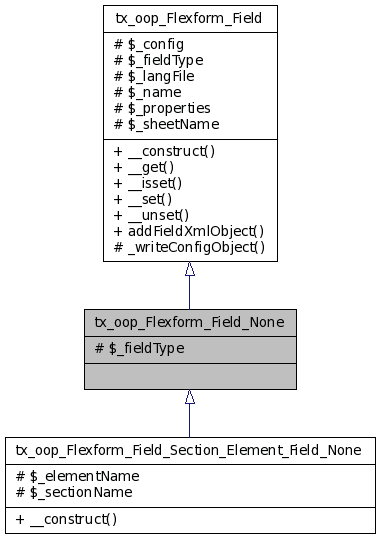 tx_oop_Flexform_Field
# $_config
# $_fieldType
# $_langFile
# $_name
# $_properties
# $_sheetName
+ __construct()
+ __get()
+ __isset()
+ __set()
+ __unset()
+ addFieldXmlObject()
# _writeConfigObject()
tx_oop_Flexform_Field_None
# $_fieldType
tx_oop_Flexform_Field_Section_Element_Field_None
# $_elementName
# $_sectionName
+ __construct()